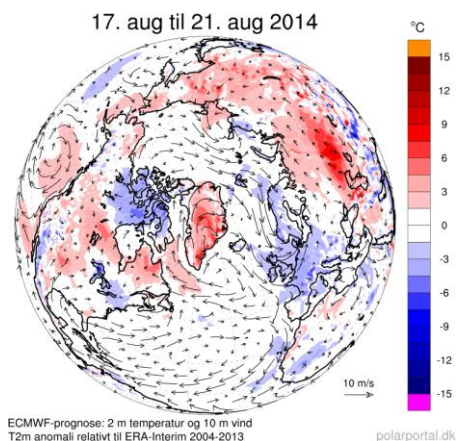 17. aug til 21. aug 2014
°C
15
12
9
6
3
0
-3
-6
-9
-12
-15
10 m/s
ECMWF-prognose: 2 m temperatur og 10 m vind
T2m anomali relativt til ERA-Interim 2004-2013
polarportal.dk